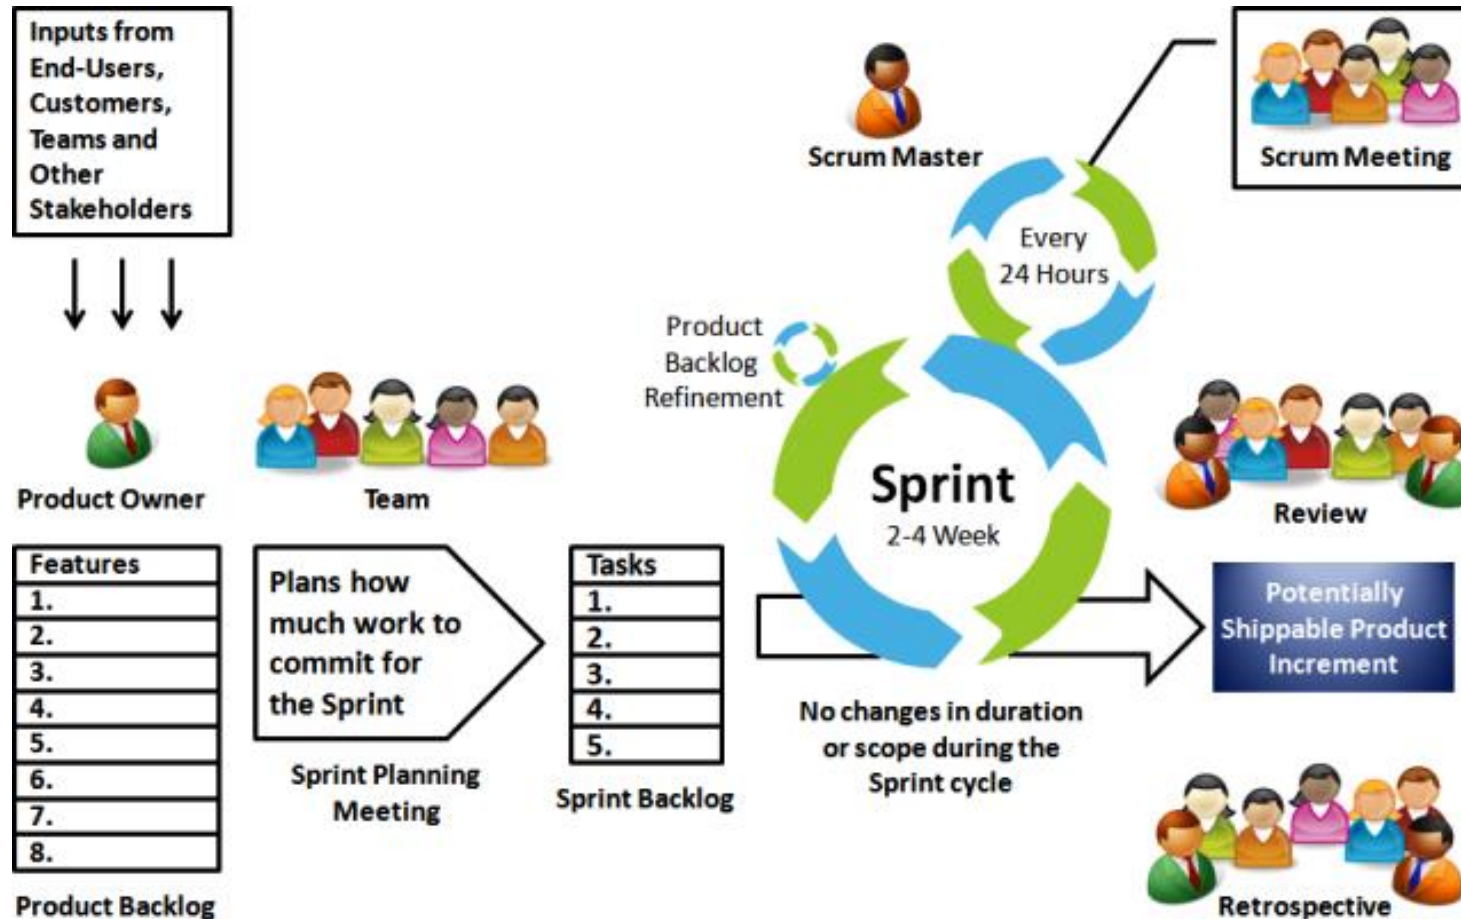 Inputs from
End-Users,
Customers,
Teams and
Other
Stakeholders
Product Owner
Team
Features
1.
2.
3.
4.
5.
6.
7.
8.
Product Backlog
Plans how
much work to
commit for
the Sprint
Sprint Planning
Meeting
Tasks
1.
2.
3.
4.
5.
Sprint Backlog
Scrum Master
Every
24 Hours
Scrum Meeting
Product
Backlog
Refinement
Sprint
2-4 Week
No changes in duration
or scope during the
Sprint cycle
Review
Potentially
Shippable Product
Increment
Retrospective